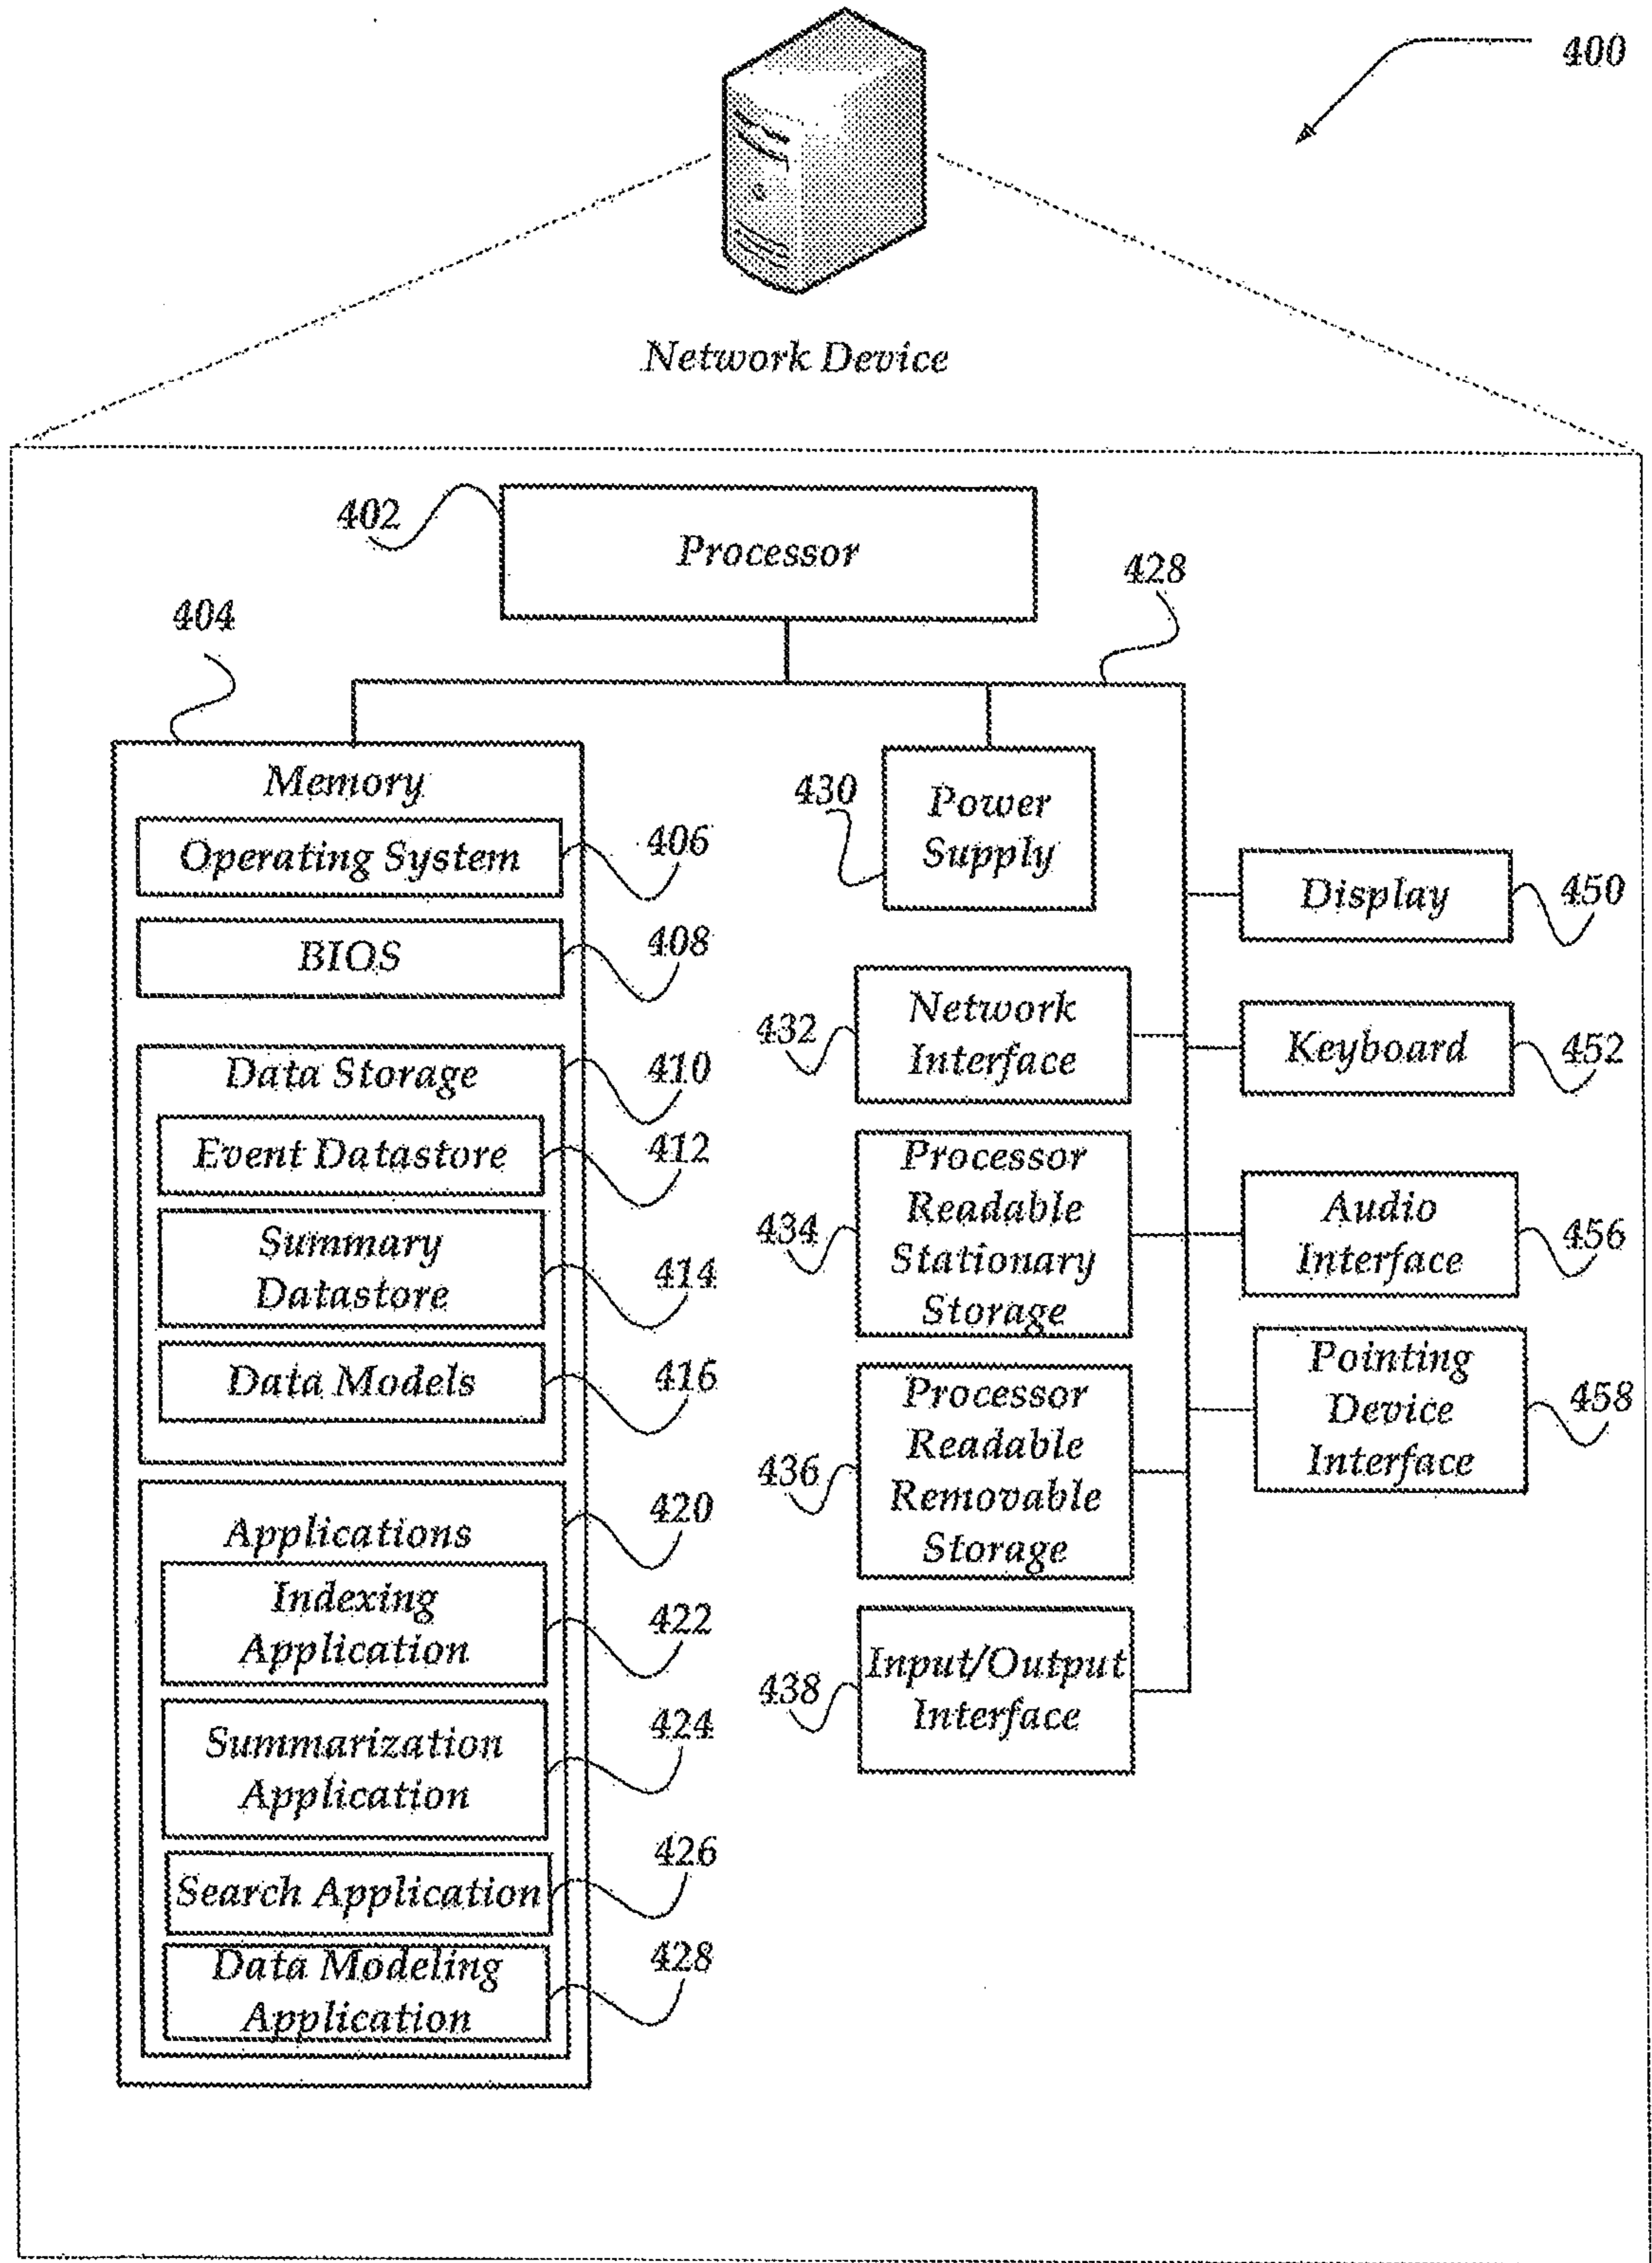 400
Network Device
402
Processor
428
404
Memory
Operating System
406
BIOS
408
Data Storage
410
Event Datastore
412
Summary
Datastore
414
Data Models
416
Applications
420
Indexing
Application
422
Summarization
Application
424
Search Application
426
Data Modeling
Application
428
430
Power
Supply
432
Network
Interface
434
Processor
Readable
Stationary
Storage
436
Processor
Readable
Removable
Storage
438
Input/Output
Interface
Display
450
Keyboard
452
Audio
Interface
456
Pointing
Device
Interface
458